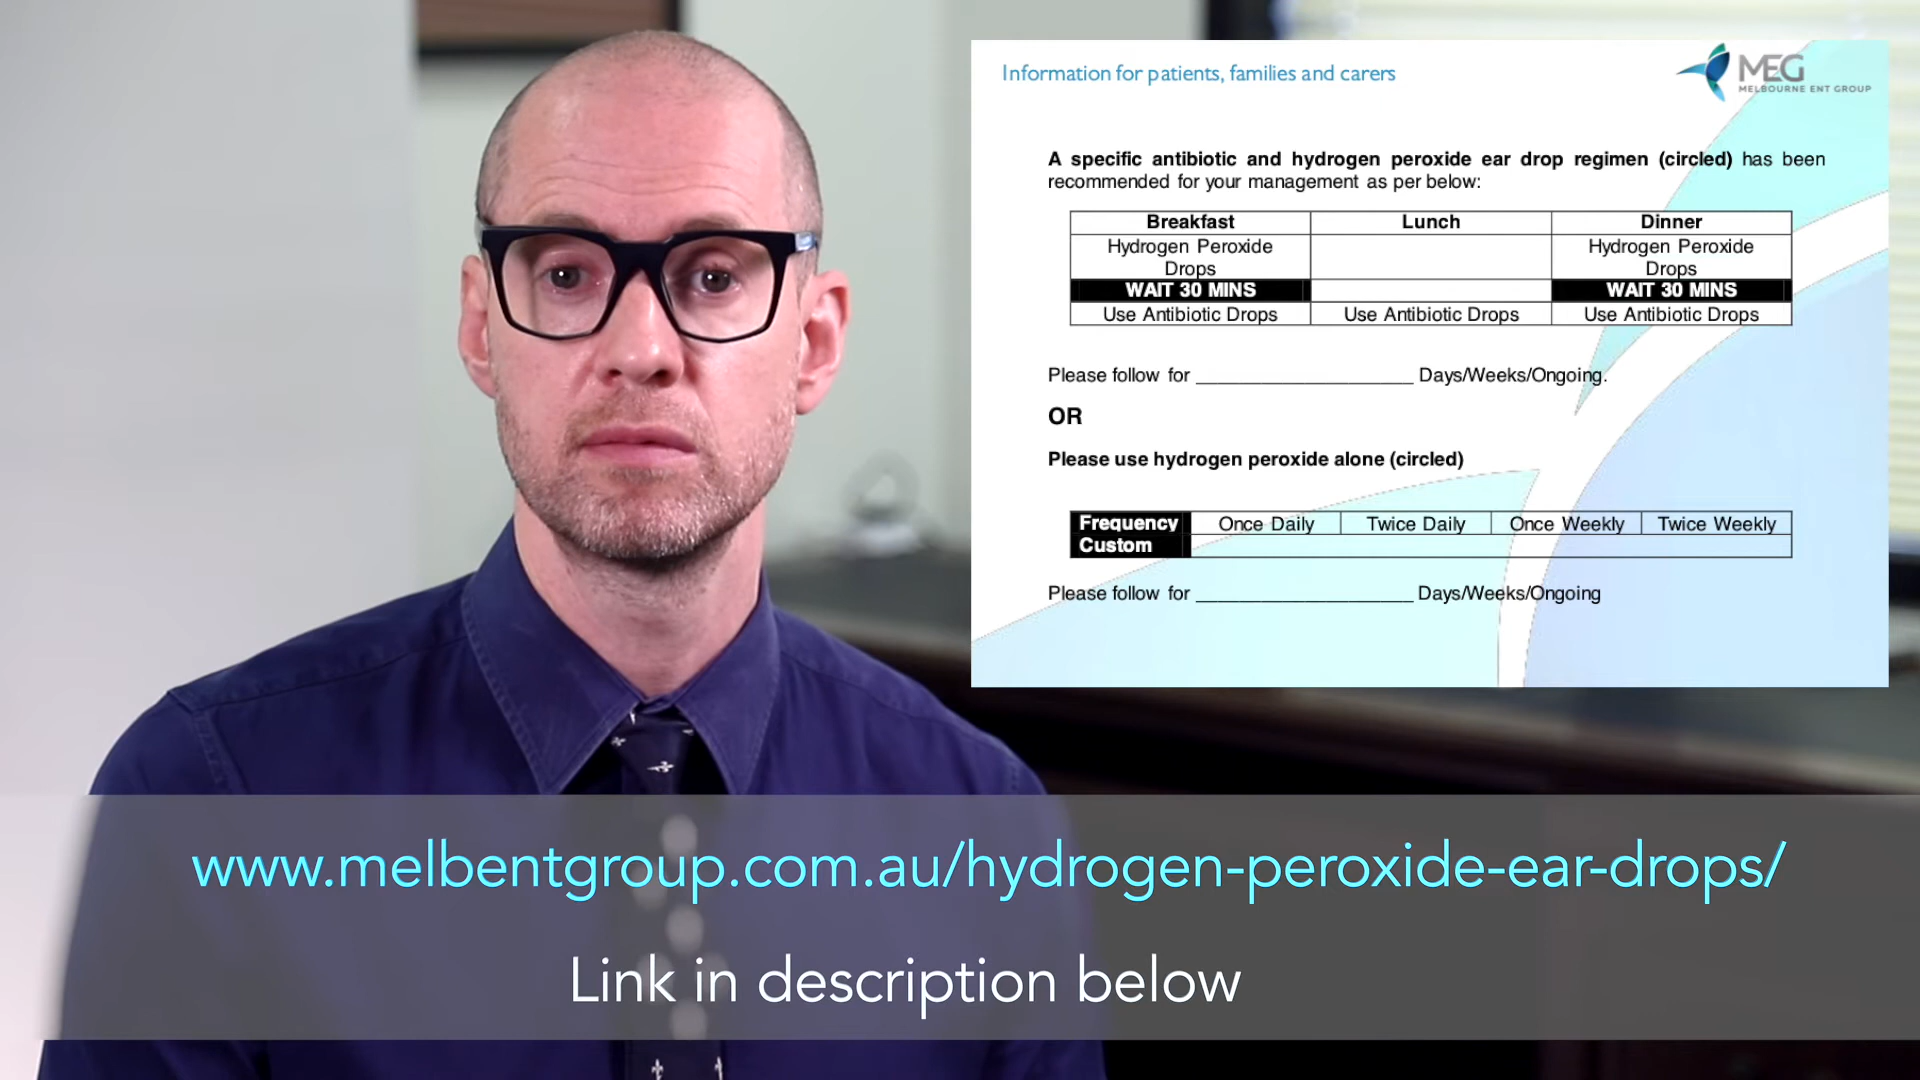 Information for patients, families and carers
MEG
MELBOURNE ENT GROUP
A specific antibiotic and hydrogen peroxide ear drop regimen (circled) has been
recommended for your management as per below:
Breakfast Lunch Dinner
Hydrogen Peroxide Drops Hydrogen Peroxide Drops
WAIT 30 MINS WAIT 30 MINS
Use Antibiotic Drops Use Antibiotic Drops Use Antibiotic Drops
Please follow for ____________________ Days/Weeks/Ongoing.
OR
Please use hydrogen peroxide alone (circled)
Frequency Once Daily Twice Daily Once Weekly Twice Weekly
Custom
Please follow for ____________________ Days/Weeks/Ongoing
www.melbentgroup.com.au/hydrogen-peroxide-ear-drops/
Link in description below